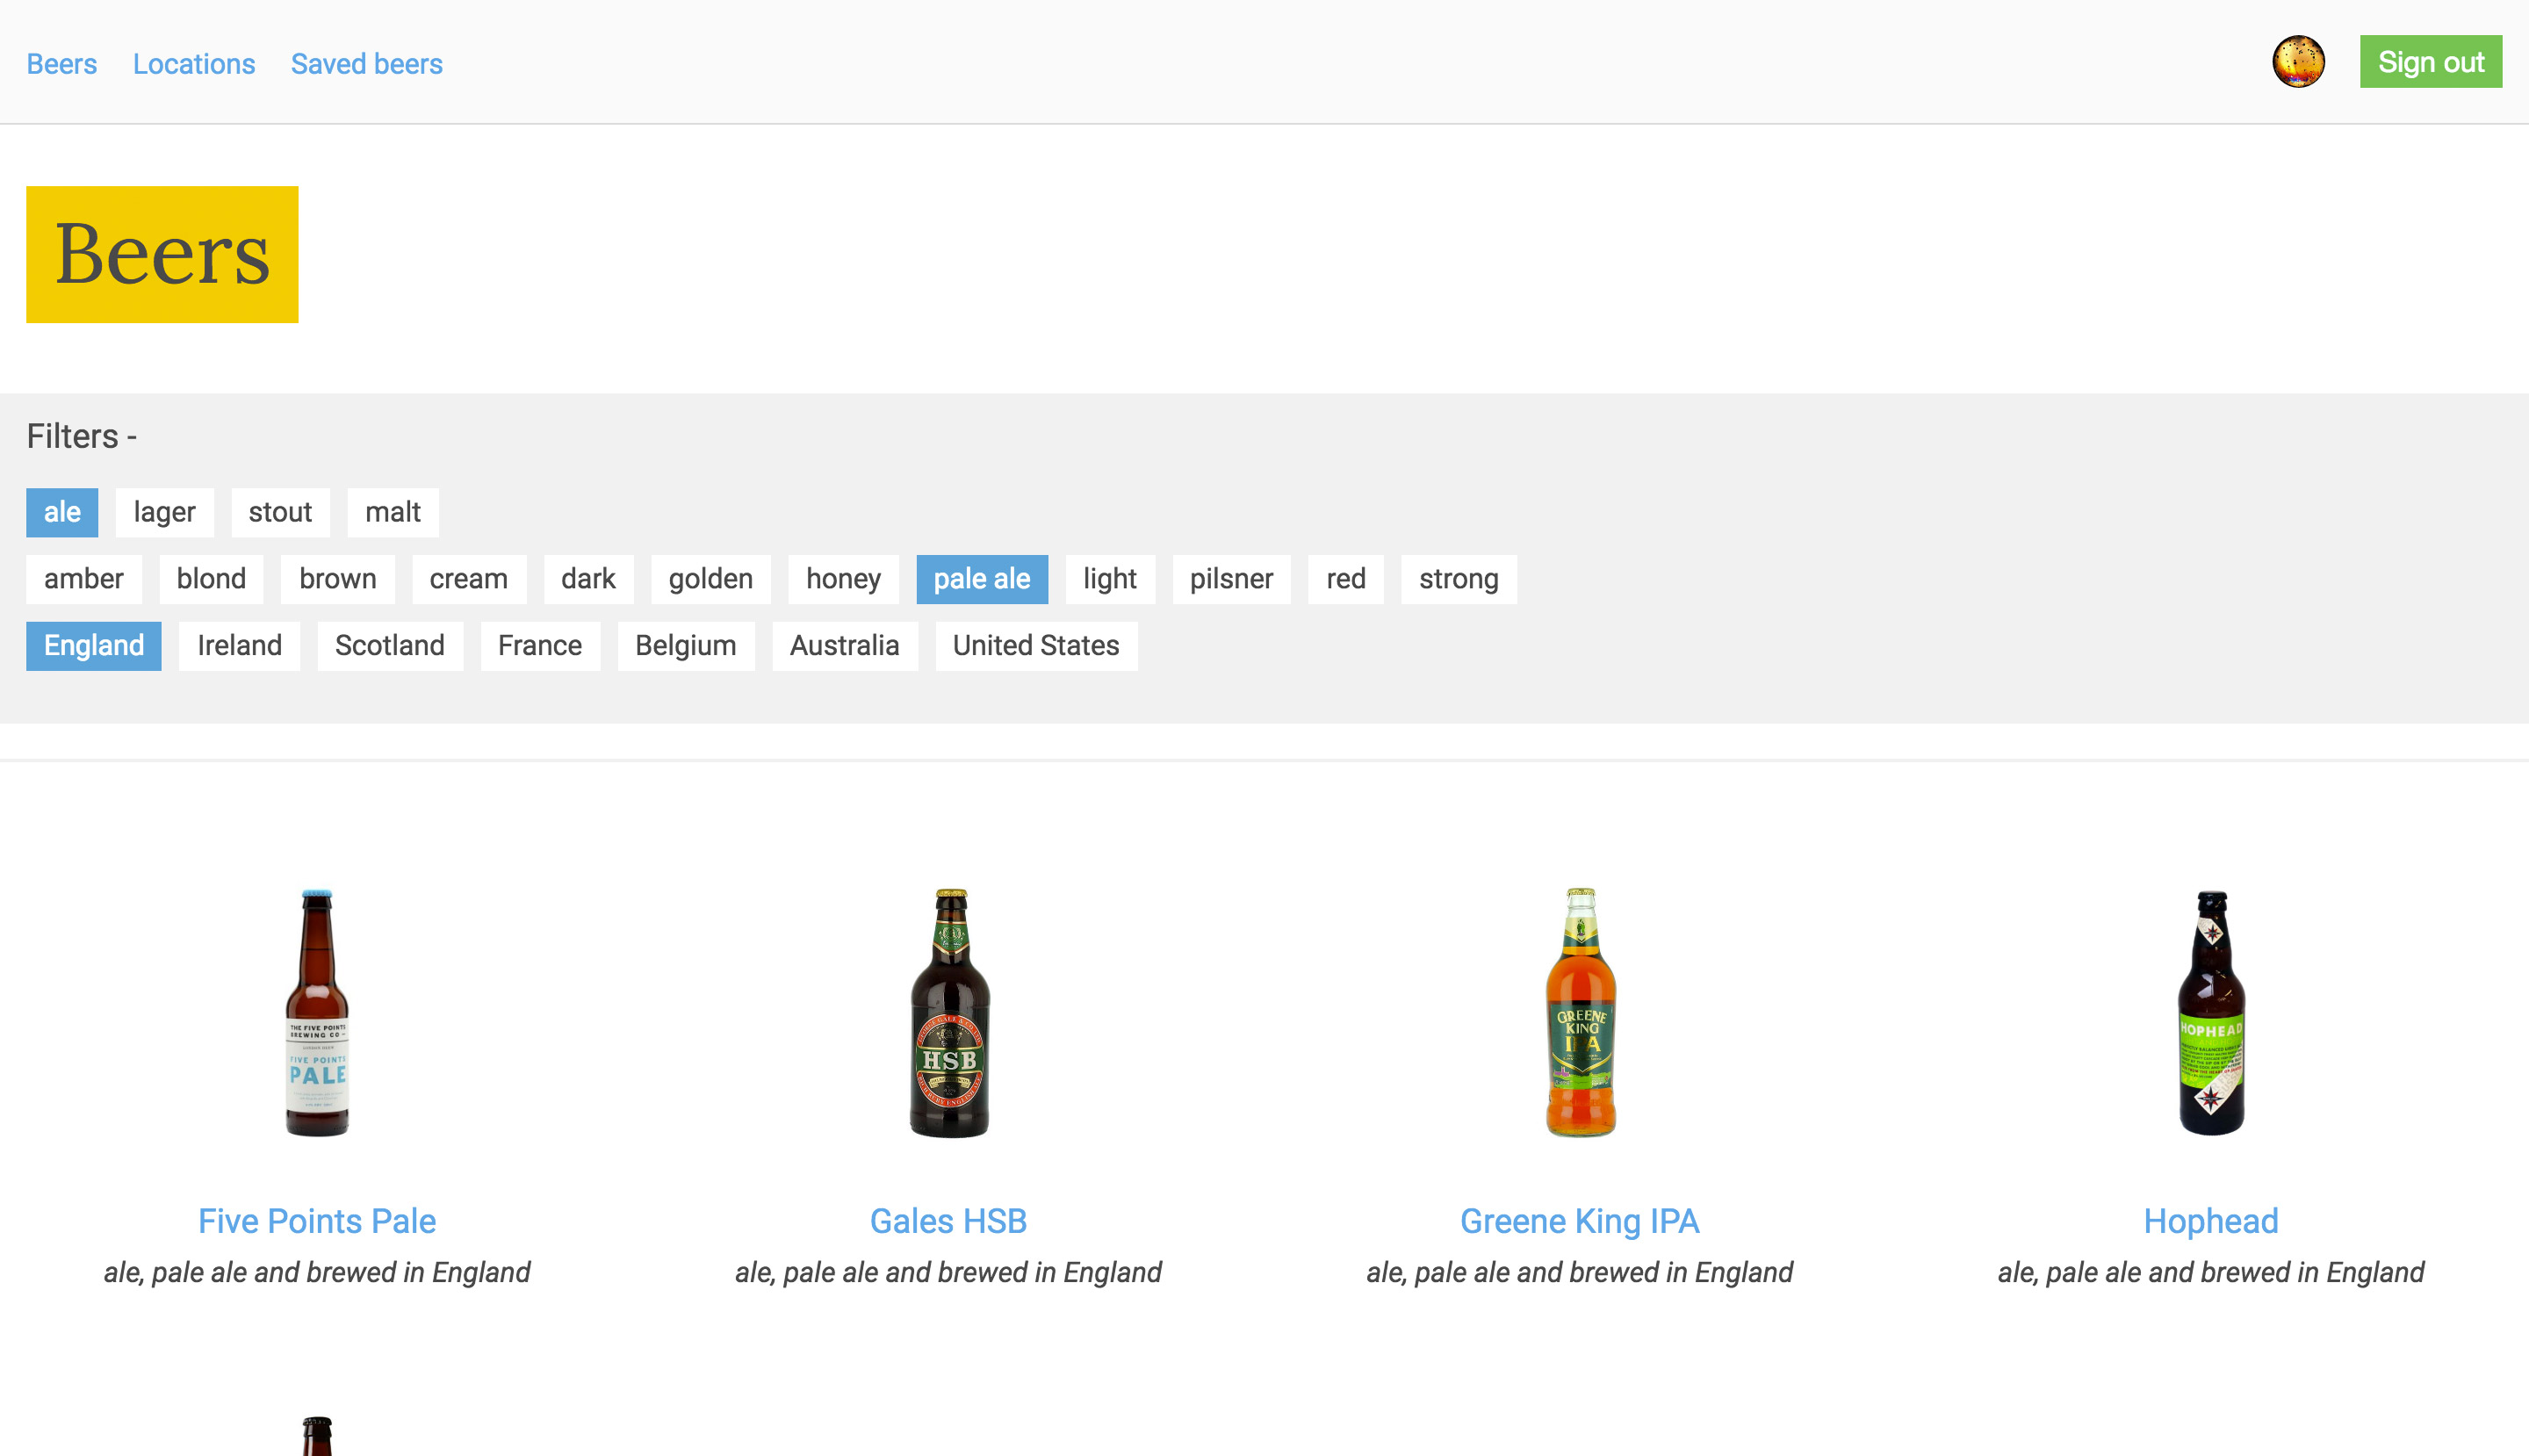 Beers Locations Saved beers Sign out
Beers
Filters -
ale lager stout malt
amber blond brown cream dark golden honey pale ale light pilsner red strong
England Ireland Scotland France Belgium Australia United States
THE FIVE POINTS
BREWING CO
FIVE POINTS
PALE
HSB
GREENE
KING
IPA
HOPHEAD
Five Points Pale Gales HSB Greene King IPA Hophead
ale, pale ale and brewed in England ale, pale ale and brewed in England ale, pale ale and brewed in England ale, pale ale and brewed in England